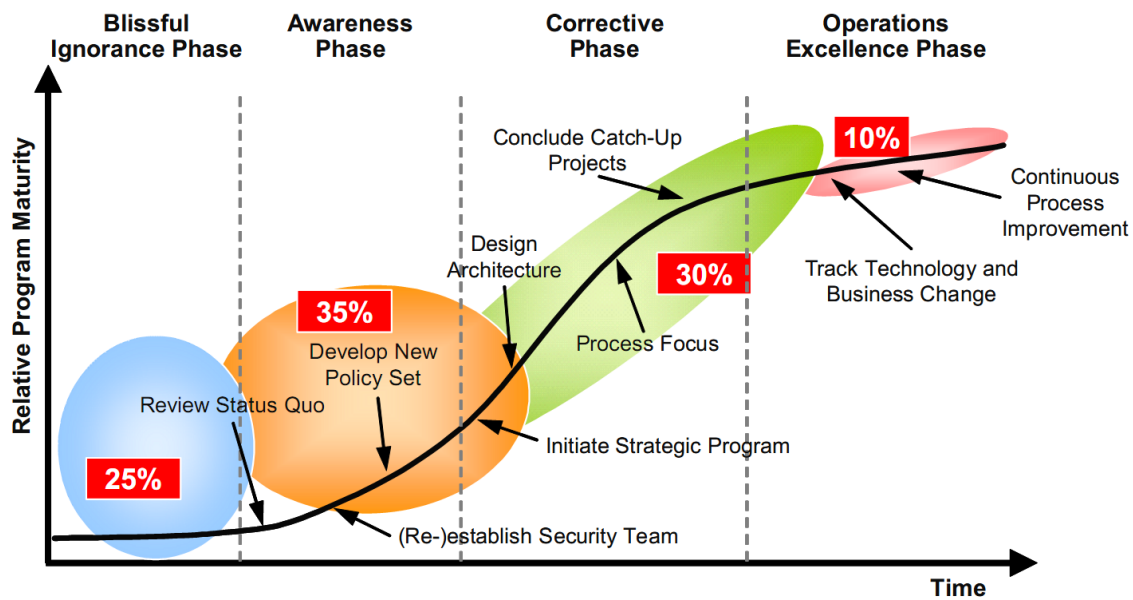 Blissful
Ignorance Phase
Awareness
Phase
Corrective
Phase
Operations
Excellence Phase
Relative Program Maturity
10%
Conclude Catch-Up
Projects
Continuous
Process
Improvement
Design
Architecture
Track Technology and
Business Change
30%
35%
Process Focus
Develop New
Policy Set
Review Status Quo
Initiate Strategic Program
25%
(Re-)establish Security Team
Time